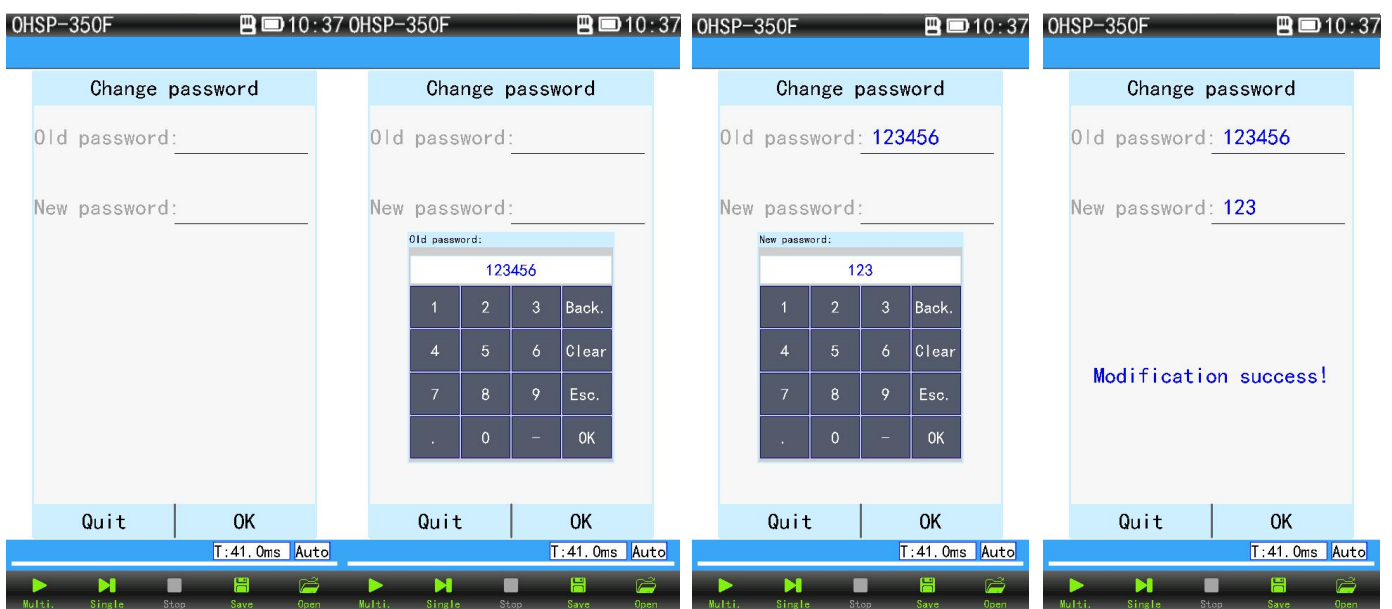 OHSP-350F 10:37
Change password
Old password:
New password:
Quit OK
T:41.0ms Auto
Multi. Single Stop Save Open
OHSP-350F 10:37
Change password
Old password:
New password:
Old password:
123456
1 2 3 Back.
4 5 6 Clear
7 8 9 Esc.
. 0 - OK
Quit OK
T:41.0ms Auto
Multi. Single Stop Save Open
OHSP-350F 10:37
Change password
Old password: 123456
New password:
New password:
123
1 2 3 Back.
4 5 6 Clear
7 8 9 Esc.
. 0 - OK
Quit OK
T:41.0ms Auto
Multi. Single Stop Save Open
OHSP-350F 10:37
Change password
Old password: 123456
New password: 123
Modification success!
Quit OK
T:41.0ms Auto
Multi. Single Stop Save Open